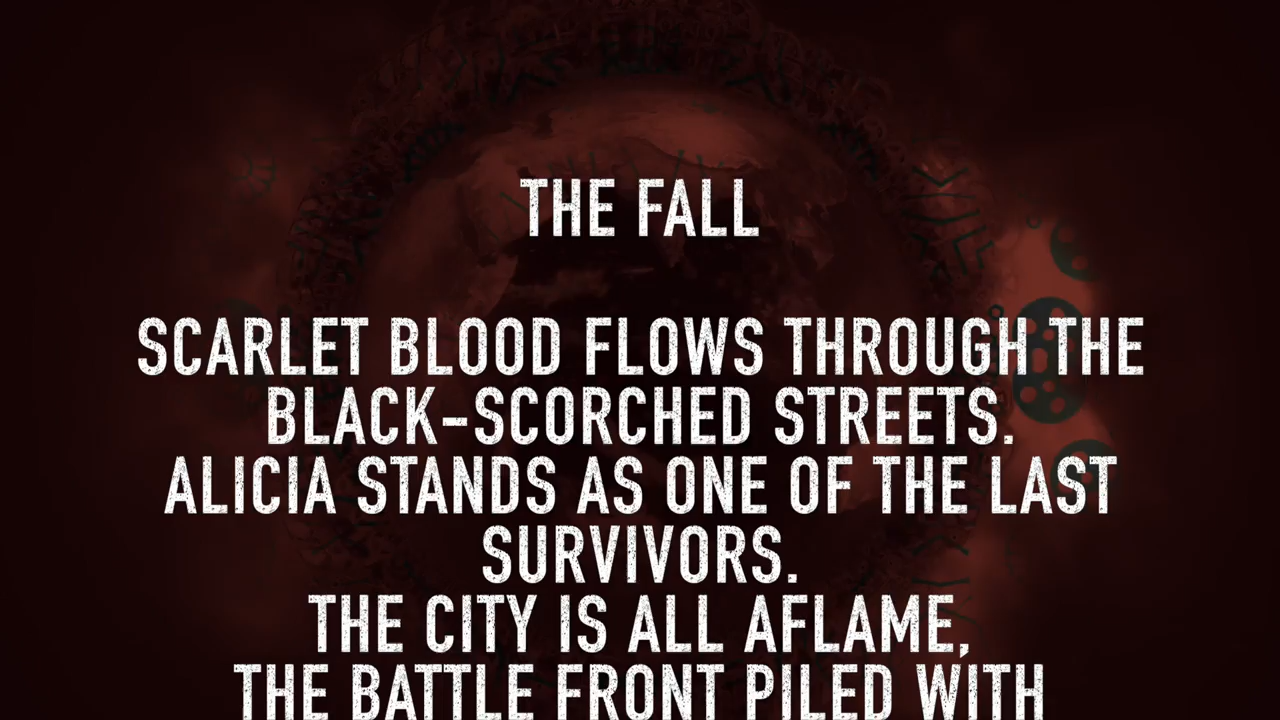 THE FALL
SCARLET BLOOD FLOWS THROUGH THE
BLACK-SCORCHED STREETS.
ALICIA STANDS AS ONE OF THE LAST
SURVIVORS.
THE CITY IS ALL AFLAME,
THE BATTLE FRONT PILED WITH